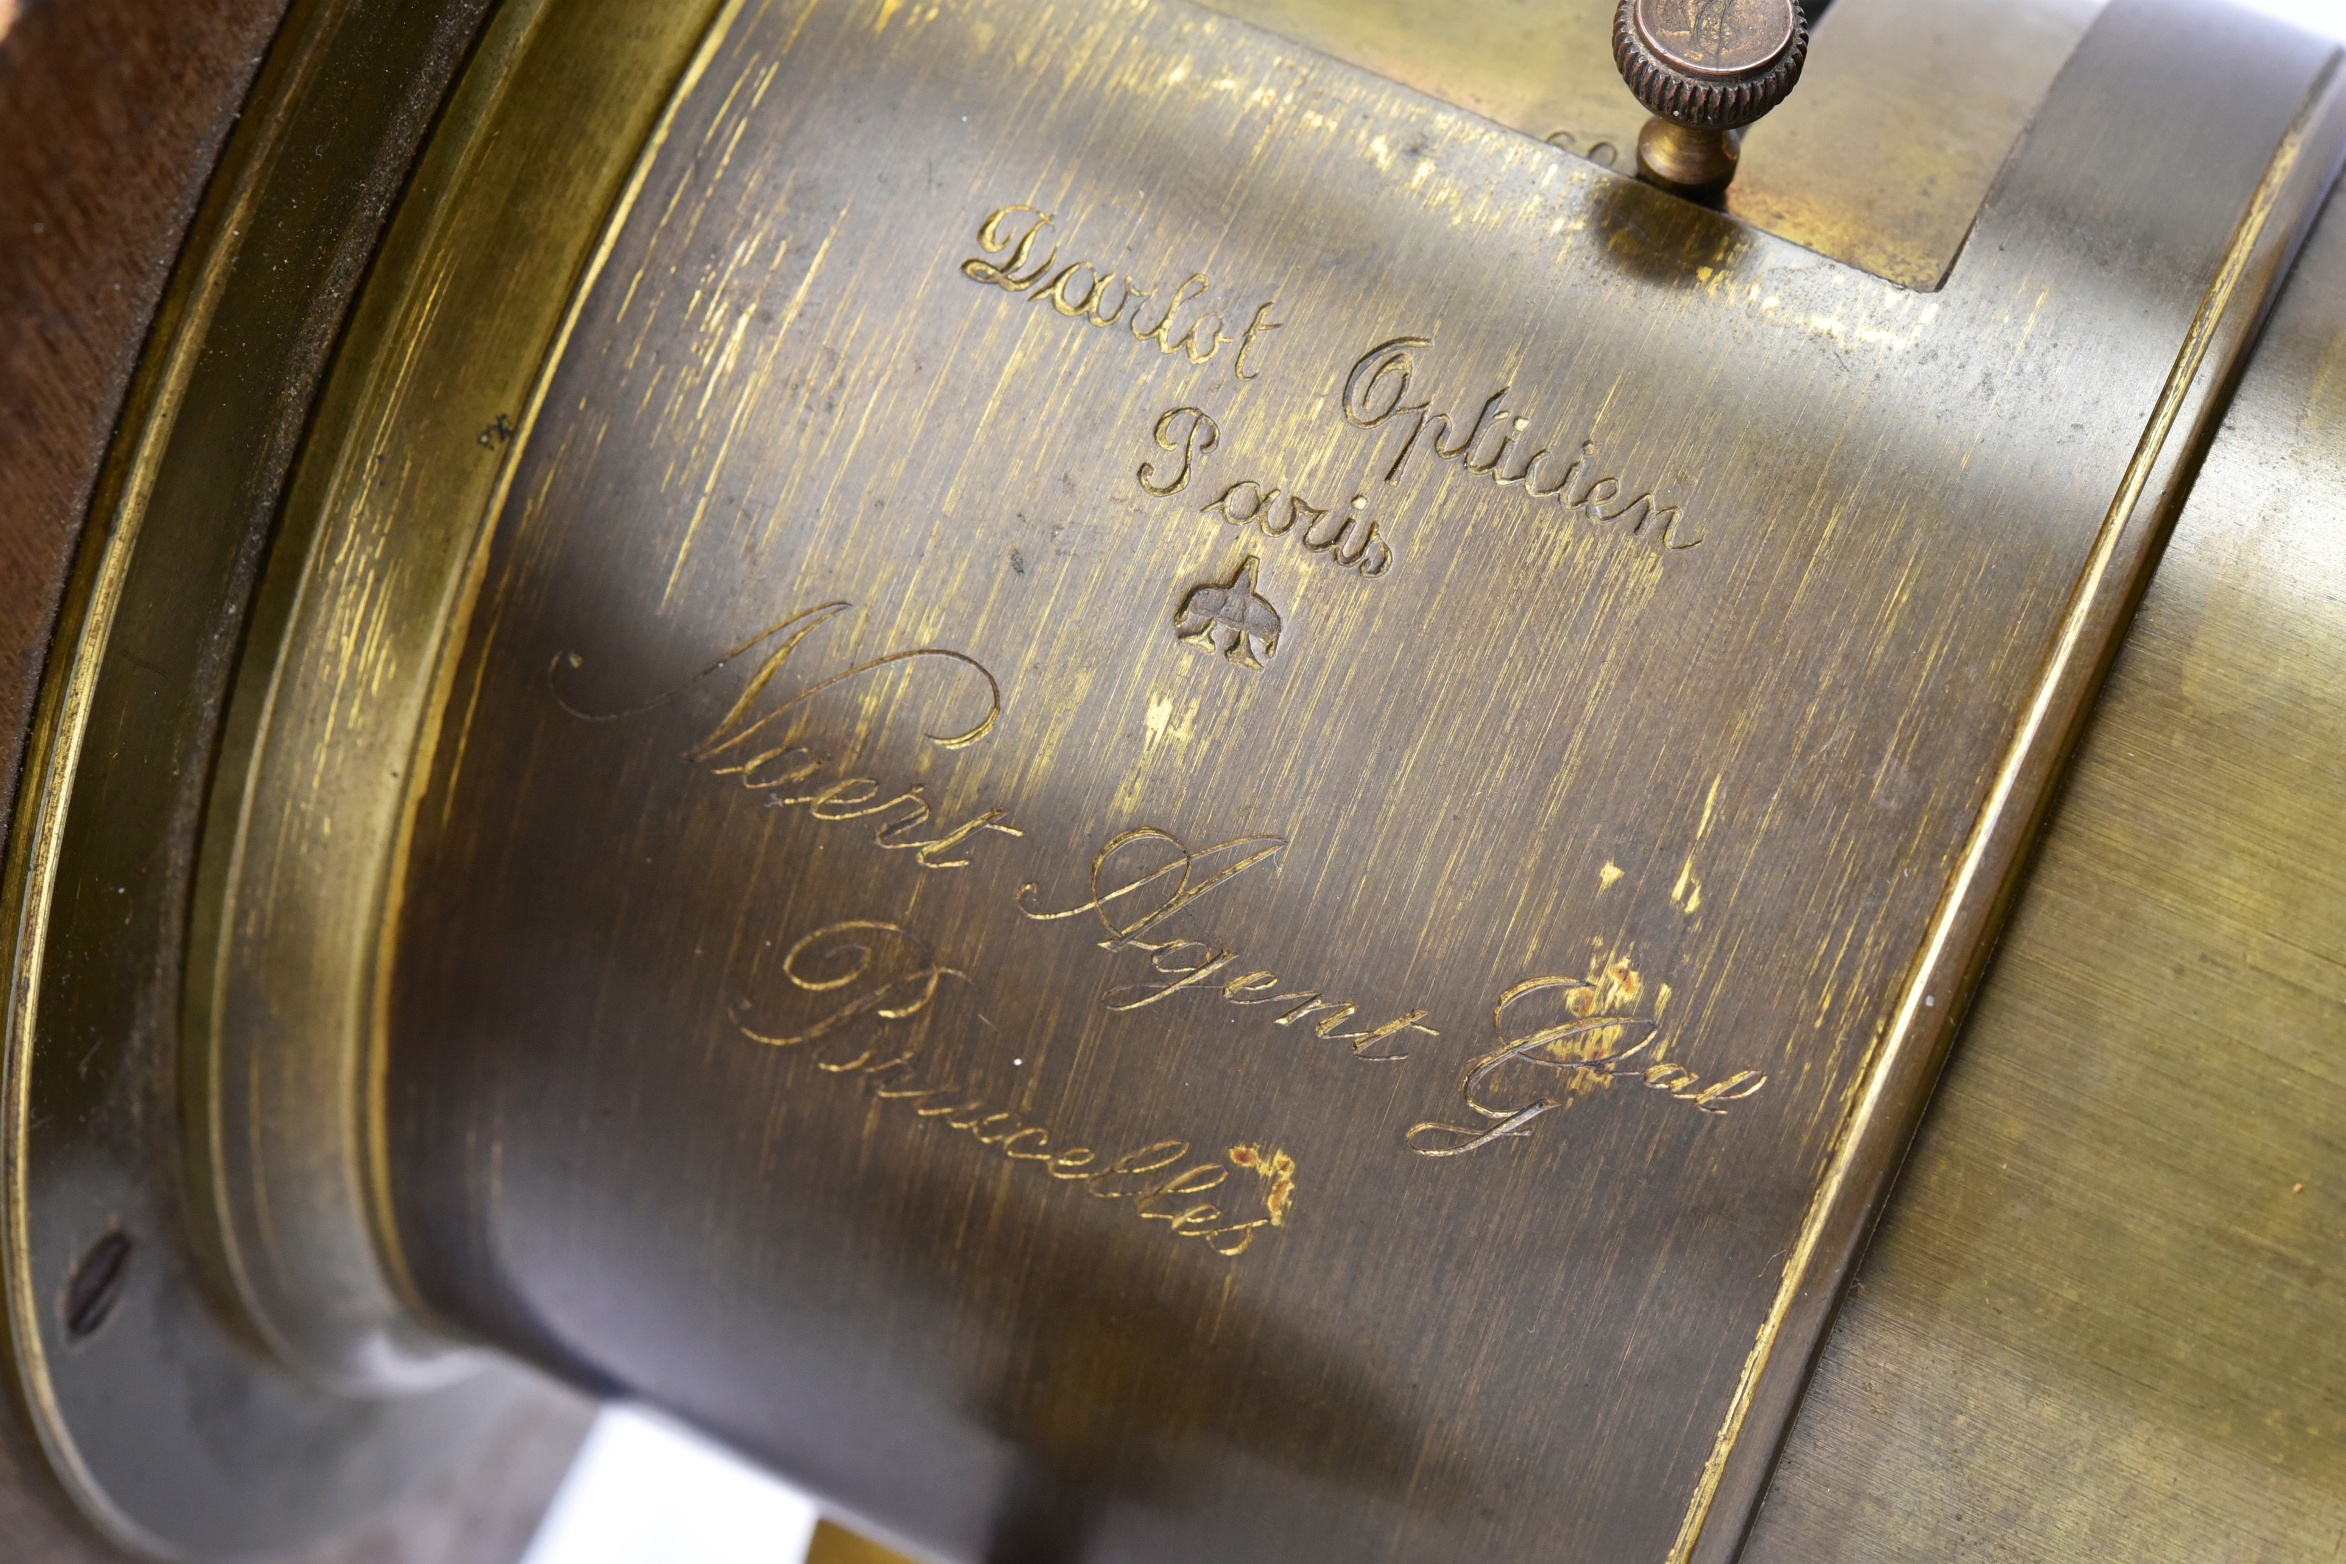 Darlot Opticien
Paris
Naert Agent Gal
Bruxelles